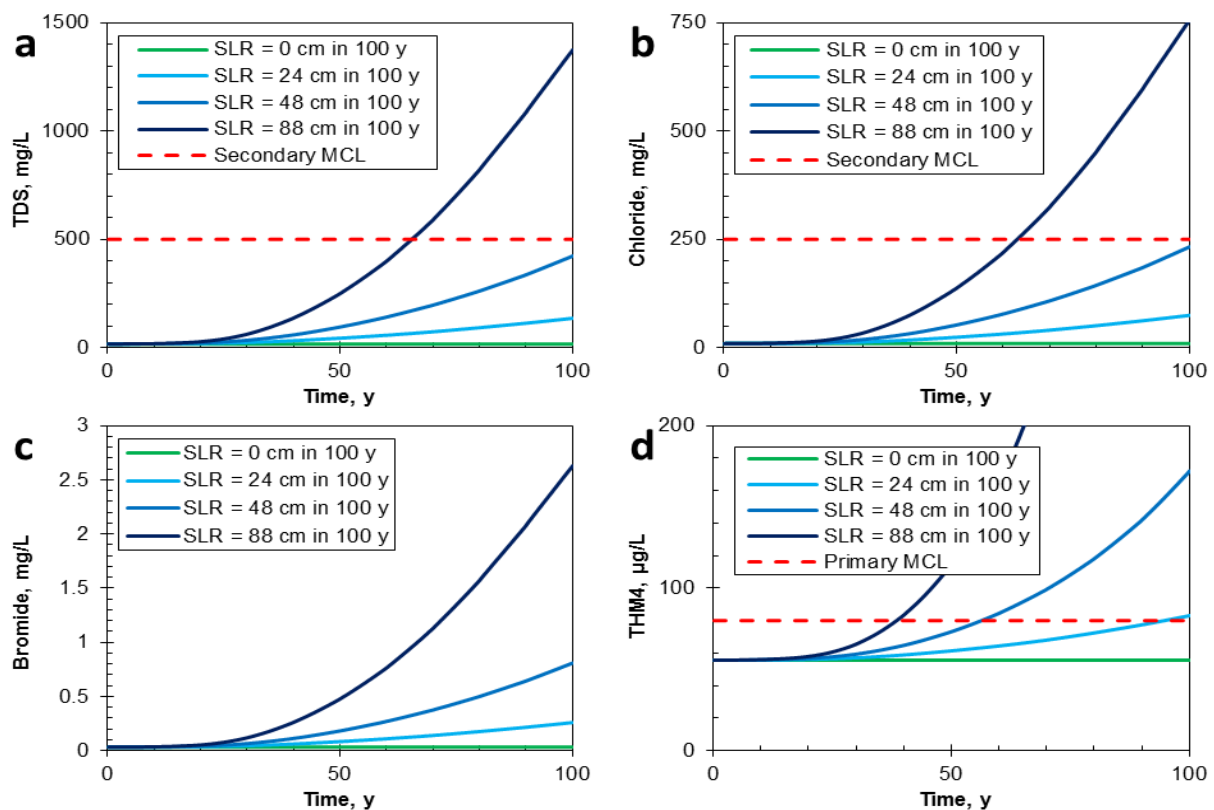 a
1500
1000
500
0
TDS, mg/L
SLR = 0 cm in 100 y
SLR = 24 cm in 100 y
SLR = 48 cm in 100 y
SLR = 88 cm in 100 y
Secondary MCL
0
50
100
Time, y
b
750
500
250
0
Chloride, mg/L
SLR = 0 cm in 100 y
SLR = 24 cm in 100 y
SLR = 48 cm in 100 y
SLR = 88 cm in 100 y
Secondary MCL
0
50
100
Time, y
c
3
2.5
2
1.5
1
0.5
0
Bromide, mg/L
SLR = 0 cm in 100 y
SLR = 24 cm in 100 y
SLR = 48 cm in 100 y
SLR = 88 cm in 100 y
0
50
100
Time, y
d
200
100
0
THM4, µg/L
SLR = 0 cm in 100 y
SLR = 24 cm in 100 y
SLR = 48 cm in 100 y
SLR = 88 cm in 100 y
Primary MCL
0
50
100
Time, y